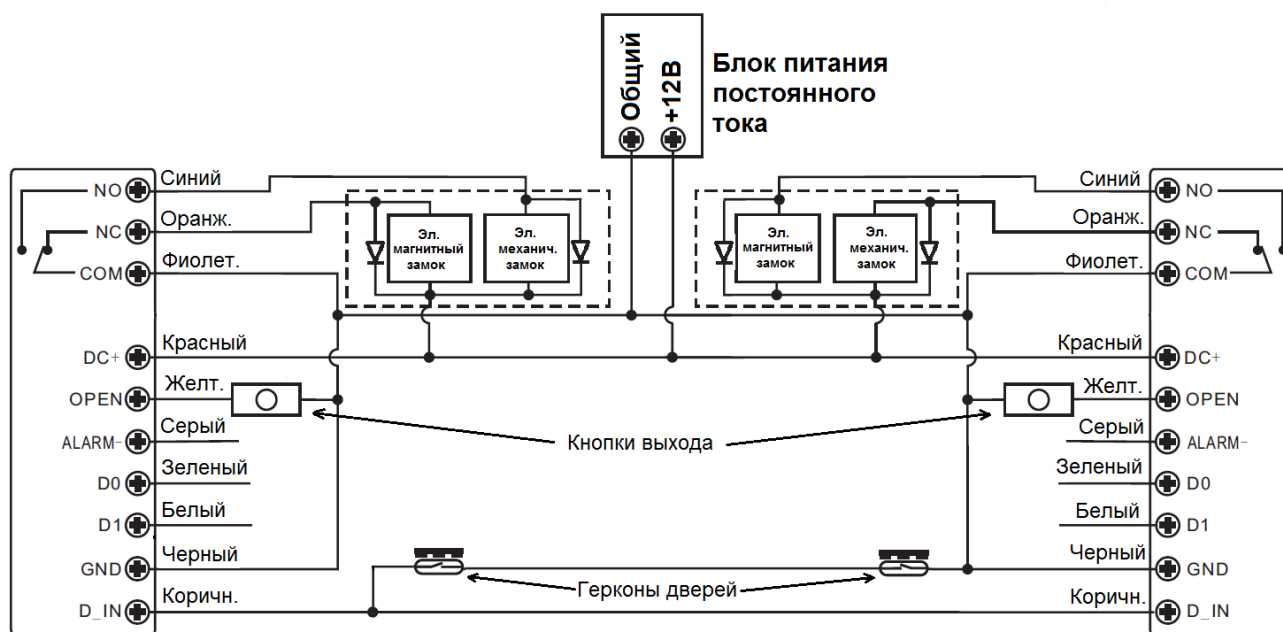 Общий
+12В
Блок питания
постоянного
тока
NO
Синий
NC
Оранж.
COM
Фиолет.
DC+
Красный
OPEN
Желт.
ALARM-
Серый
D0
Зеленый
D1
Белый
GND
Черный
D_IN
Коричн.
Эл.
магнитный
замок
Эл.
механич.
замок
Эл.
магнитный
замок
Эл.
механич.
замок
Кнопки выхода
Герконы дверей
Синий
NO
Оранж.
NC
Фиолет.
COM
Красный
DC+
Желт.
OPEN
Серый
ALARM-
Зеленый
D0
Белый
D1
Черный
GND
Коричн.
D_IN